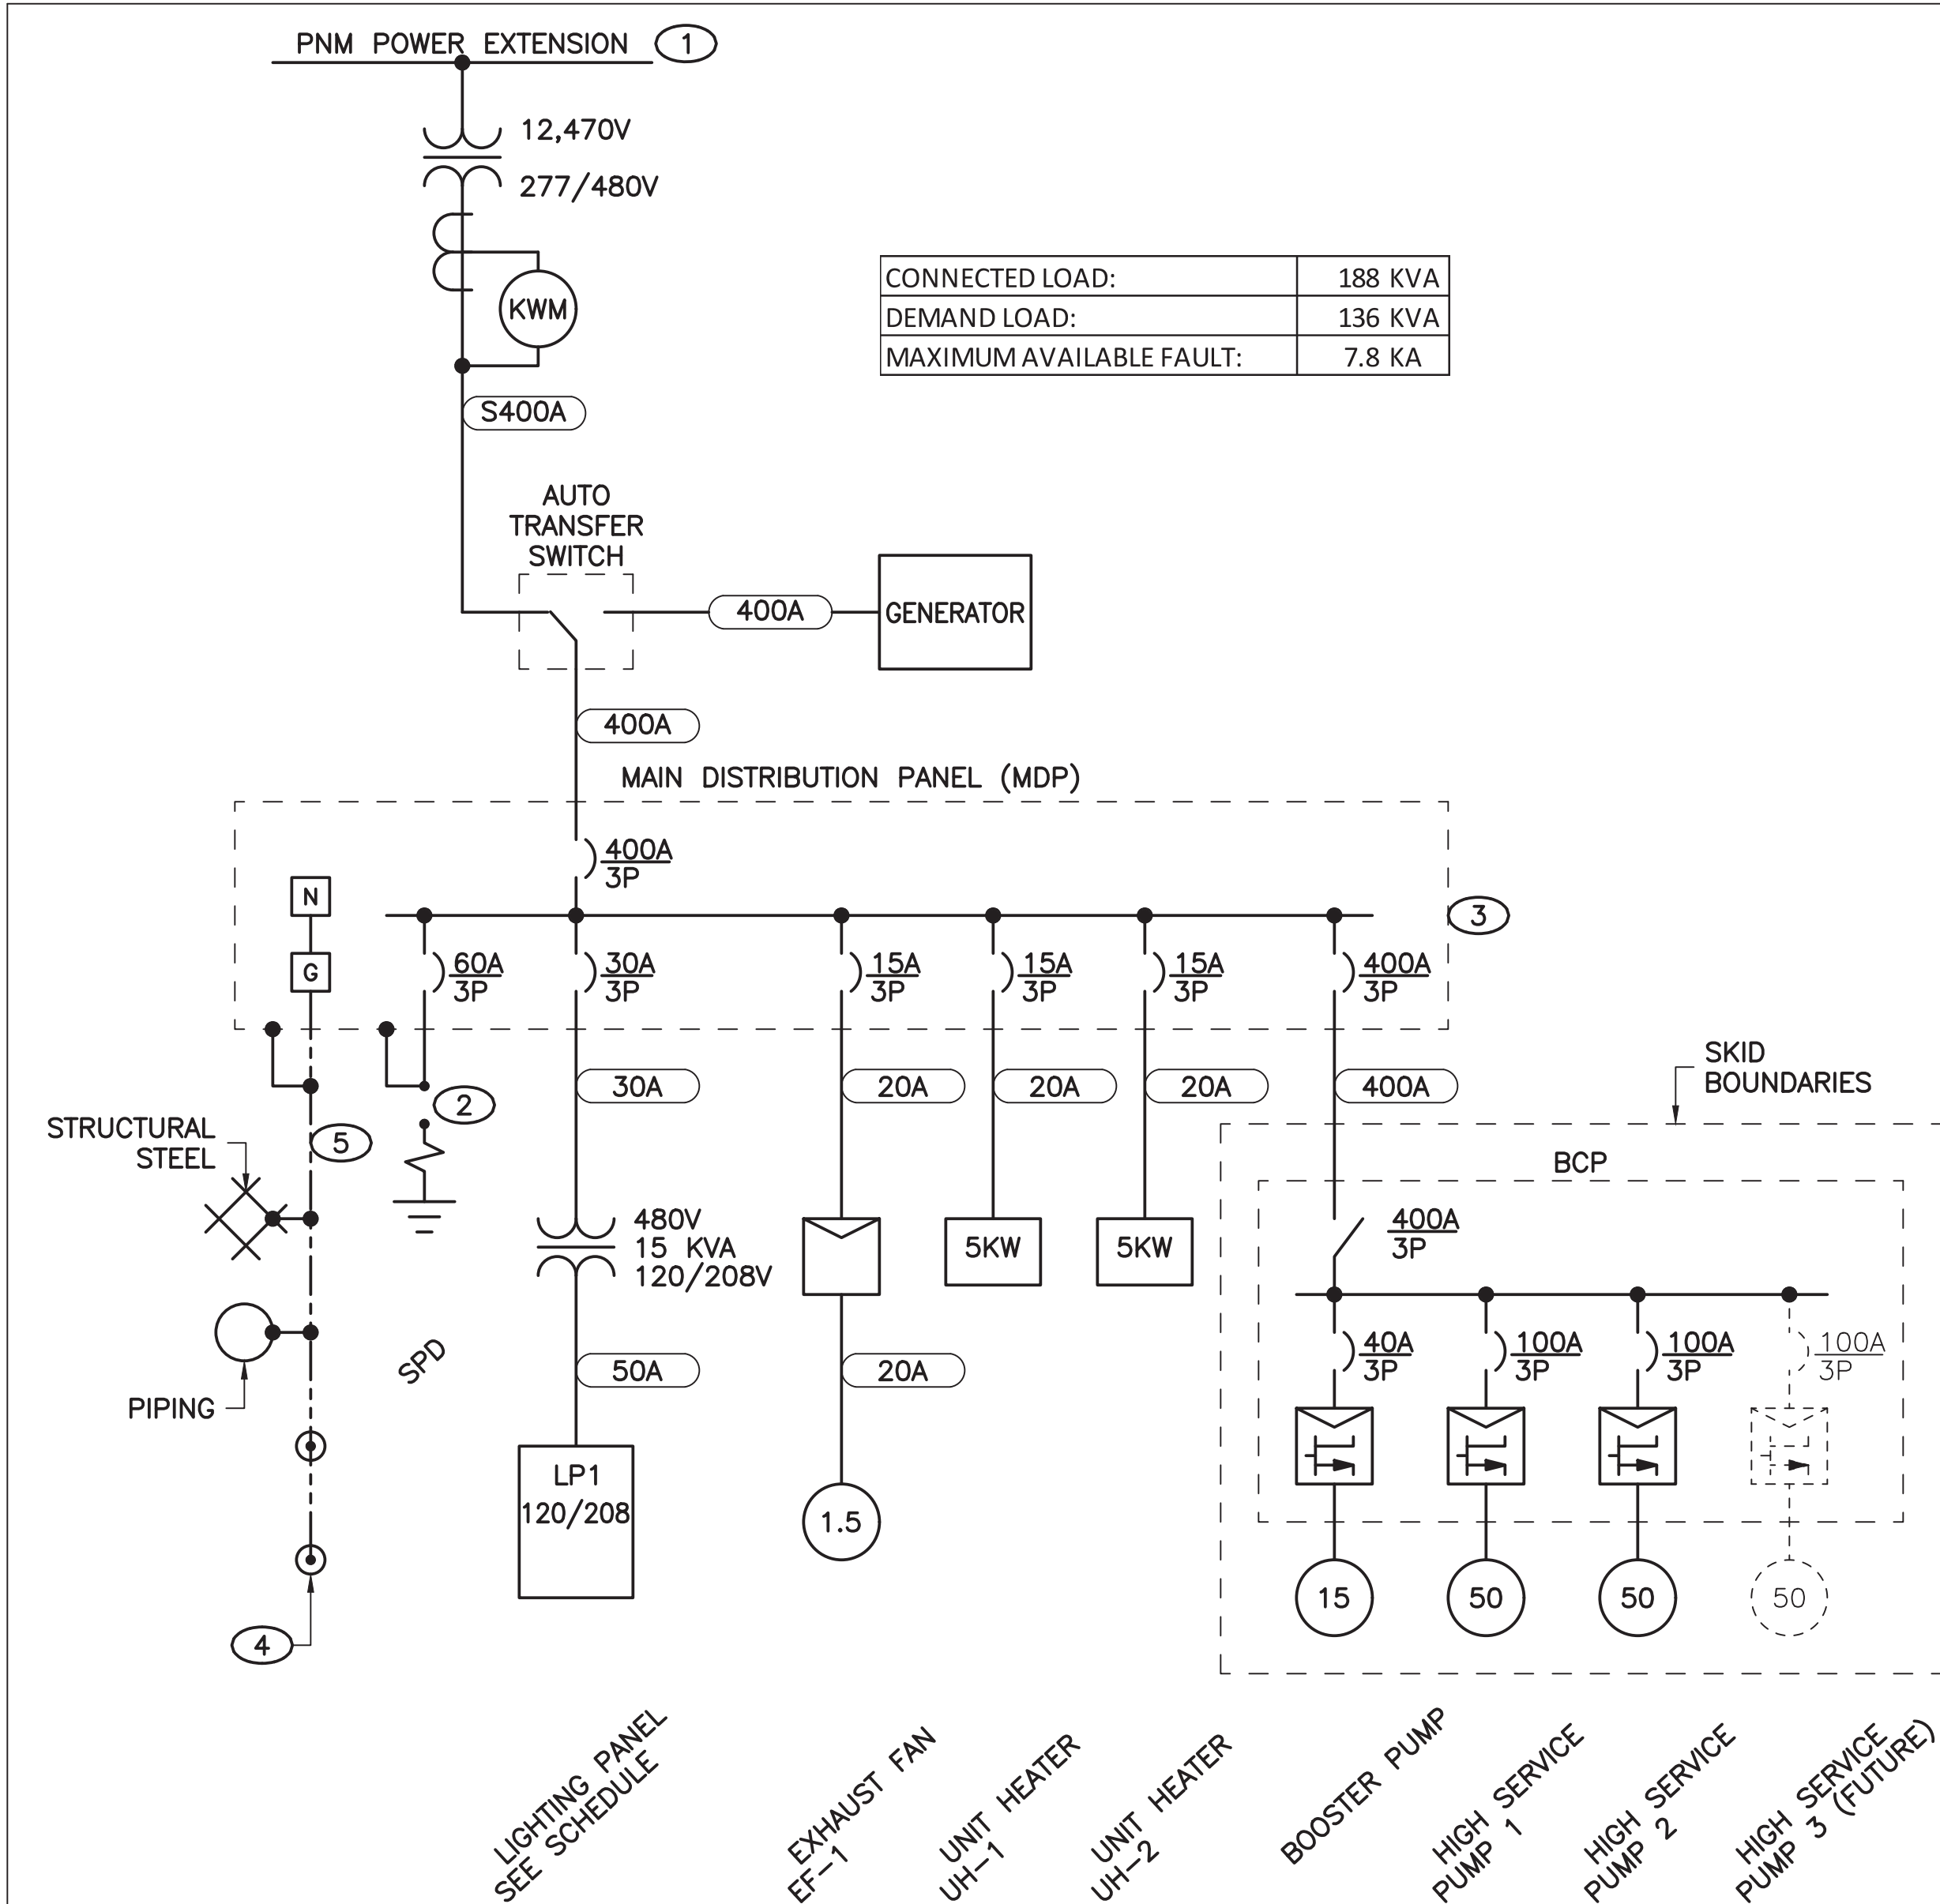 PNM POWER EXTENSION 1
12,470V
277/480V
KWM
CONNECTED LOAD: 188 KVA
DEMAND LOAD: 136 KVA
MAXIMUM AVAILABLE FAULT: 7.8 KA
S400A
AUTO
TRANSFER
SWITCH
400A
GENERATOR
400A
MAIN DISTRIBUTION PANEL (MDP)
400A
3P
N
G
3
60A
3P
30A
3P
15A
3P
15A
3P
15A
3P
400A
3P
30A
20A
20A
20A
400A
2
5
STRUCTURAL
STEEL
SKID
BOUNDARIES
BCP
480V
15 KVA
120/208V
5KW
5KW
400A
3P
PIPING
SPD
50A
20A
40A
3P
100A
3P
100A
3P
100A
3P
LP1
120/208
1.5
15
50
50
50
4
LIGHTING PANEL
SEE SCHEDULE
EXHAUST FAN
EF-1
UNIT HEATER
UH-1
UNIT HEATER
UH-2
BOOSTER PUMP
HIGH SERVICE
PUMP 1
HIGH SERVICE
PUMP 2
HIGH SERVICE
PUMP 3 (FUTURE)